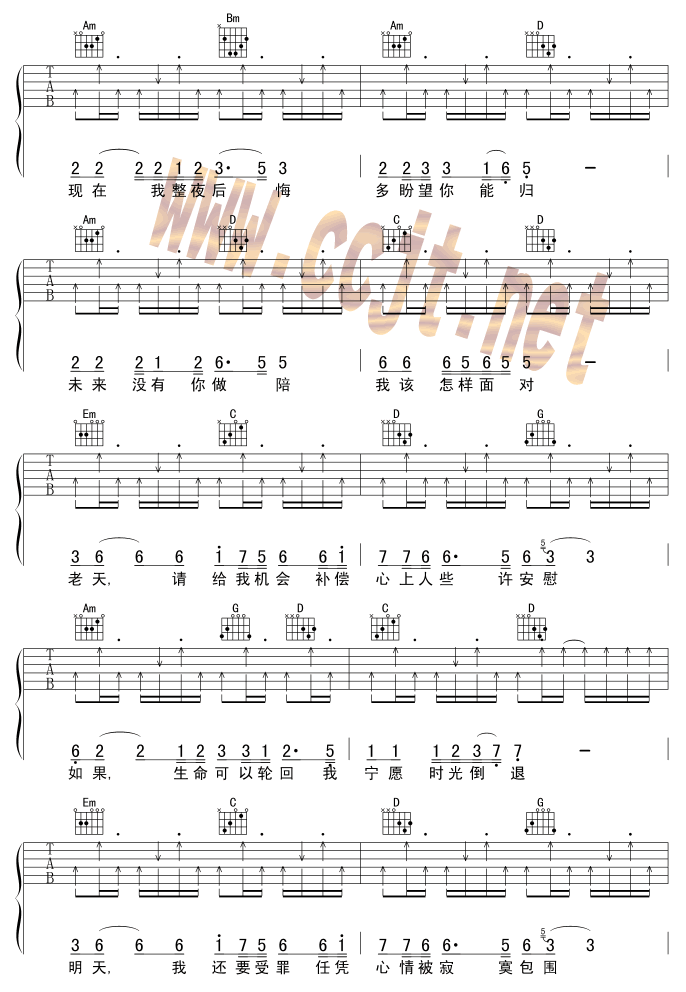 Am Bm Am D
T
A
B
2 2 2 2 1 2 3· 5 3 2 2 3 3 1 6 5 −
现在 我整夜后 悔 多盼望你 能 归
Am D C D
T
A
B
2 2 2 1 2 6· 5 5 6 6 6 5 6 5 5 −
未来 没有 你做 陪 我该 怎样面 对
Em C D G
T
A
B
3 6 6 6 1 7 5 6 6 1 7 7 6 6· 5 6 5 3 3
老天, 请 给我机会 补偿 心上人些 许安慰
Am G D C D
T
A
B
6 2 2 1 2 3 3 1 2· 5 1 1 1 2 3 7 7 −
如果, 生命可以轮回 我 宁愿 时光倒 退
Em C D G
T
A
B
3 6 6 6 1 7 5 6 6 1 7 7 6 6· 5 6 5 3 3
明天, 我 还要受罪 任凭 心情被寂 寞包围
www.ccjt.net